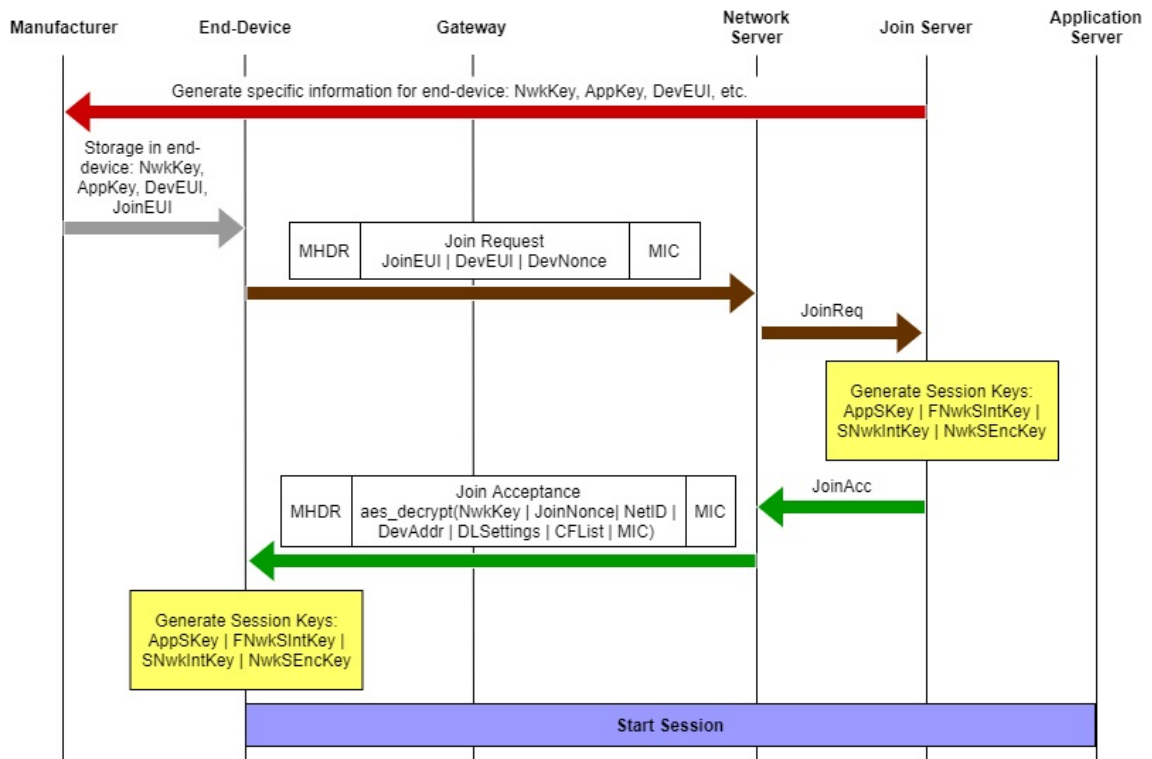 Manufacturer
End-Device
Gateway
Network
Server
Join Server
Application
Server
Generate specific information for end-device: NwkKey, AppKey, DevEUI, etc.
Storage in end-
device: NwkKey,
AppKey, DevEUI,
JoinEUI
MHDR
Join Request
JoinEUI | DevEUI | DevNonce
MIC
JoinReq
Generate Session Keys:
AppSKey | FNwkSIntKey |
SNwkIntKey | NwkSEncKey
JoinAcc
MHDR
Join Acceptance
aes_decrypt(NwkKey | JoinNonce| NetID |
DevAddr | DLSettings | CFList | MIC)
MIC
Generate Session Keys:
AppSKey | FNwkSIntKey |
SNwkIntKey | NwkSEncKey
Start Session